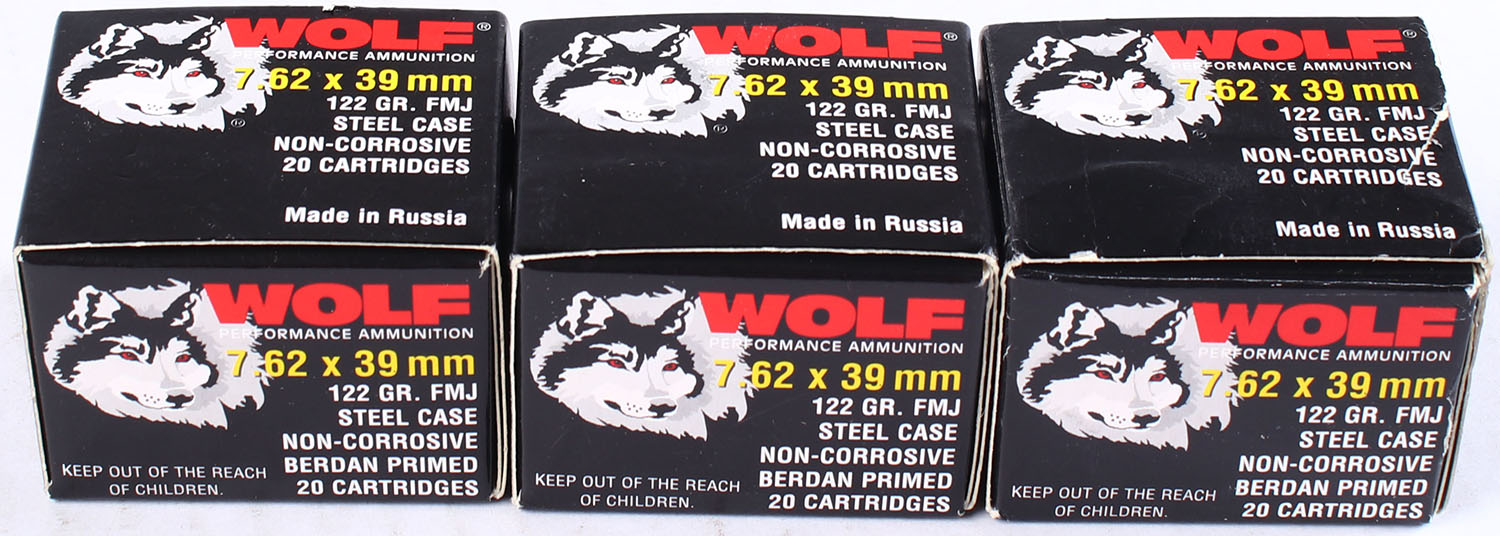 WOLF®
PERFORMANCE AMMUNITION
7.62 x 39 mm
122 GR. FMJ
STEEL CASE
NON-CORROSIVE
20 CARTRIDGES
Made in Russia
WOLF
PERFORMANCE AMMUNITION
7.62 x 39 mm
122 GR. FMJ
STEEL CASE
NON-CORROSIVE
BERDAN PRIMED
20 CARTRIDGES
KEEP OUT OF THE REACH
OF CHILDREN.
WOLF®
PERFORMANCE AMMUNITION
7.62 x 39 mm
122 GR. FMJ
STEEL CASE
NON-CORROSIVE
20 CARTRIDGES
Made in Russia
WOLF
PERFORMANCE AMMUNITION
7.62 x 39 mm
122 GR. FMJ
STEEL CASE
NON-CORROSIVE
BERDAN PRIMED
20 CARTRIDGES
KEEP OUT OF THE REACH
OF CHILDREN.
WOLF®
PERFORMANCE AMMUNITION
7.62 x 39 mm
122 GR. FMJ
STEEL CASE
NON-CORROSIVE
20 CARTRIDGES
Made in Russia
WOLF
PERFORMANCE AMMUNITION
7.62 x 39 mm
122 GR. FMJ
STEEL CASE
NON-CORROSIVE
BERDAN PRIMED
20 CARTRIDGES
KEEP OUT OF THE REACH
OF CHILDREN.